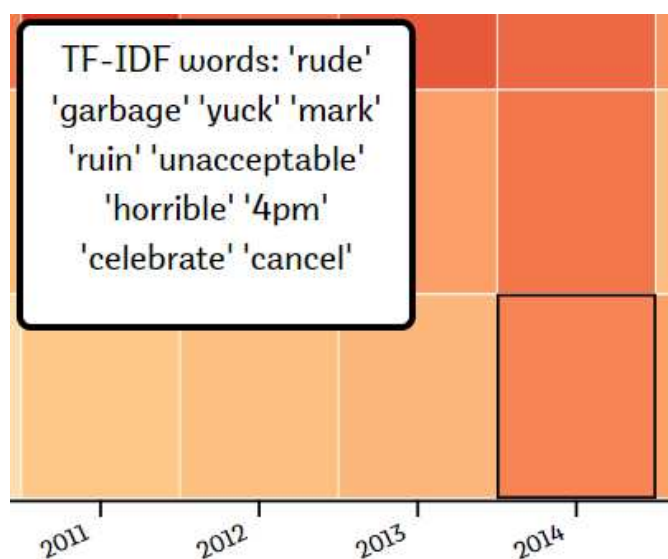 TF-IDF words: 'rude'
'garbage' 'yuck' 'mark'
'ruin' 'unacceptable'
'horrible' '4pm'
'celebrate' 'cancel'
2011
2012
2013
2014